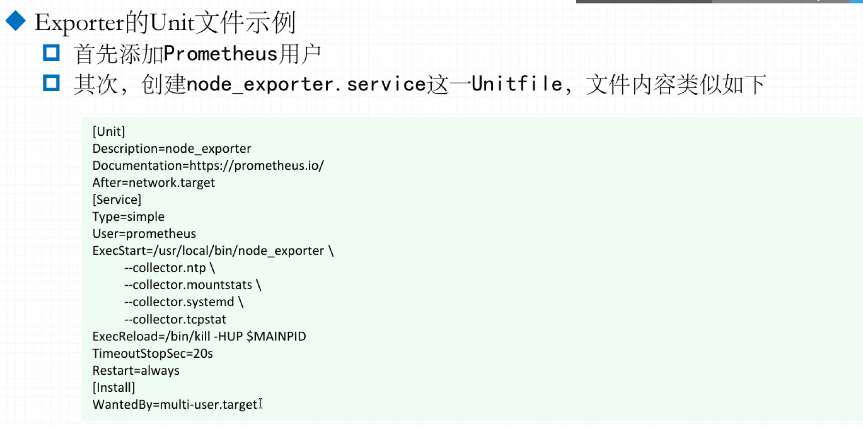 Exporter的Unit文件示例
首先添加Prometheus用户
其次，创建node_exporter.service这一Unitfile，文件内容类似如下
[Unit]
Description=node_exporter
Documentation=https://prometheus.io/
After=network.target
[Service]
Type=simple
User=prometheus
ExecStart=/usr/local/bin/node_exporter \
--collector.ntp \
--collector.mountstats \
--collector.systemd \
--collector.tcpstat
ExecReload=/bin/kill -HUP $MAINPID
TimeoutStopSec=20s
Restart=always
[Install]
WantedBy=multi-user.target